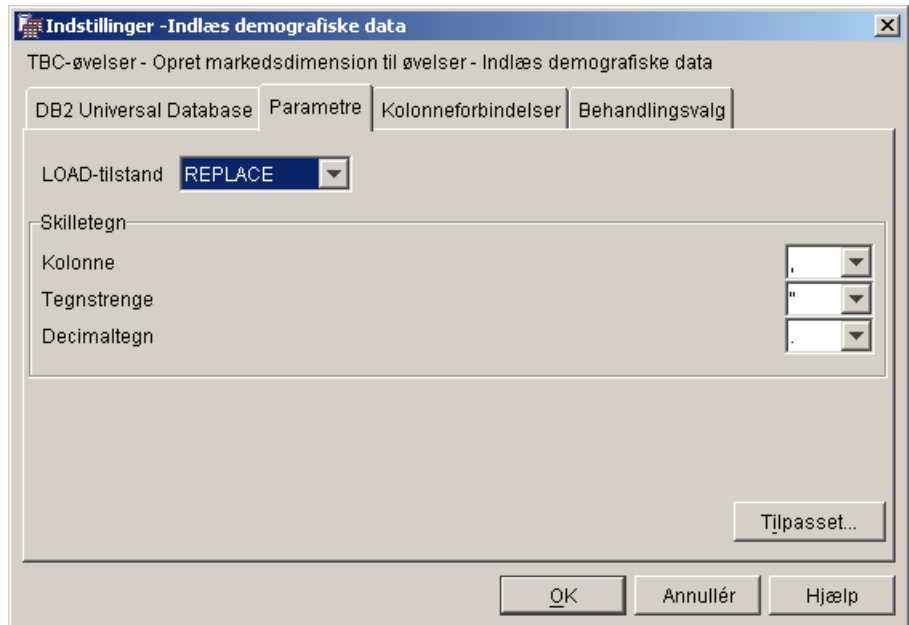 Indstillinger -Indlæs demografiske data
TBC-øvelser - Opret markedsdimension til øvelser - Indlæs demografiske data
DB2 Universal Database Parametre Kolonneforbindelser Behandlingsvalg
LOAD-tilstand REPLACE
Skilletegn
Kolonne ,
Tegnstrenge "
Decimaltegn .
Tilpasset...
OK Annullér Hjælp